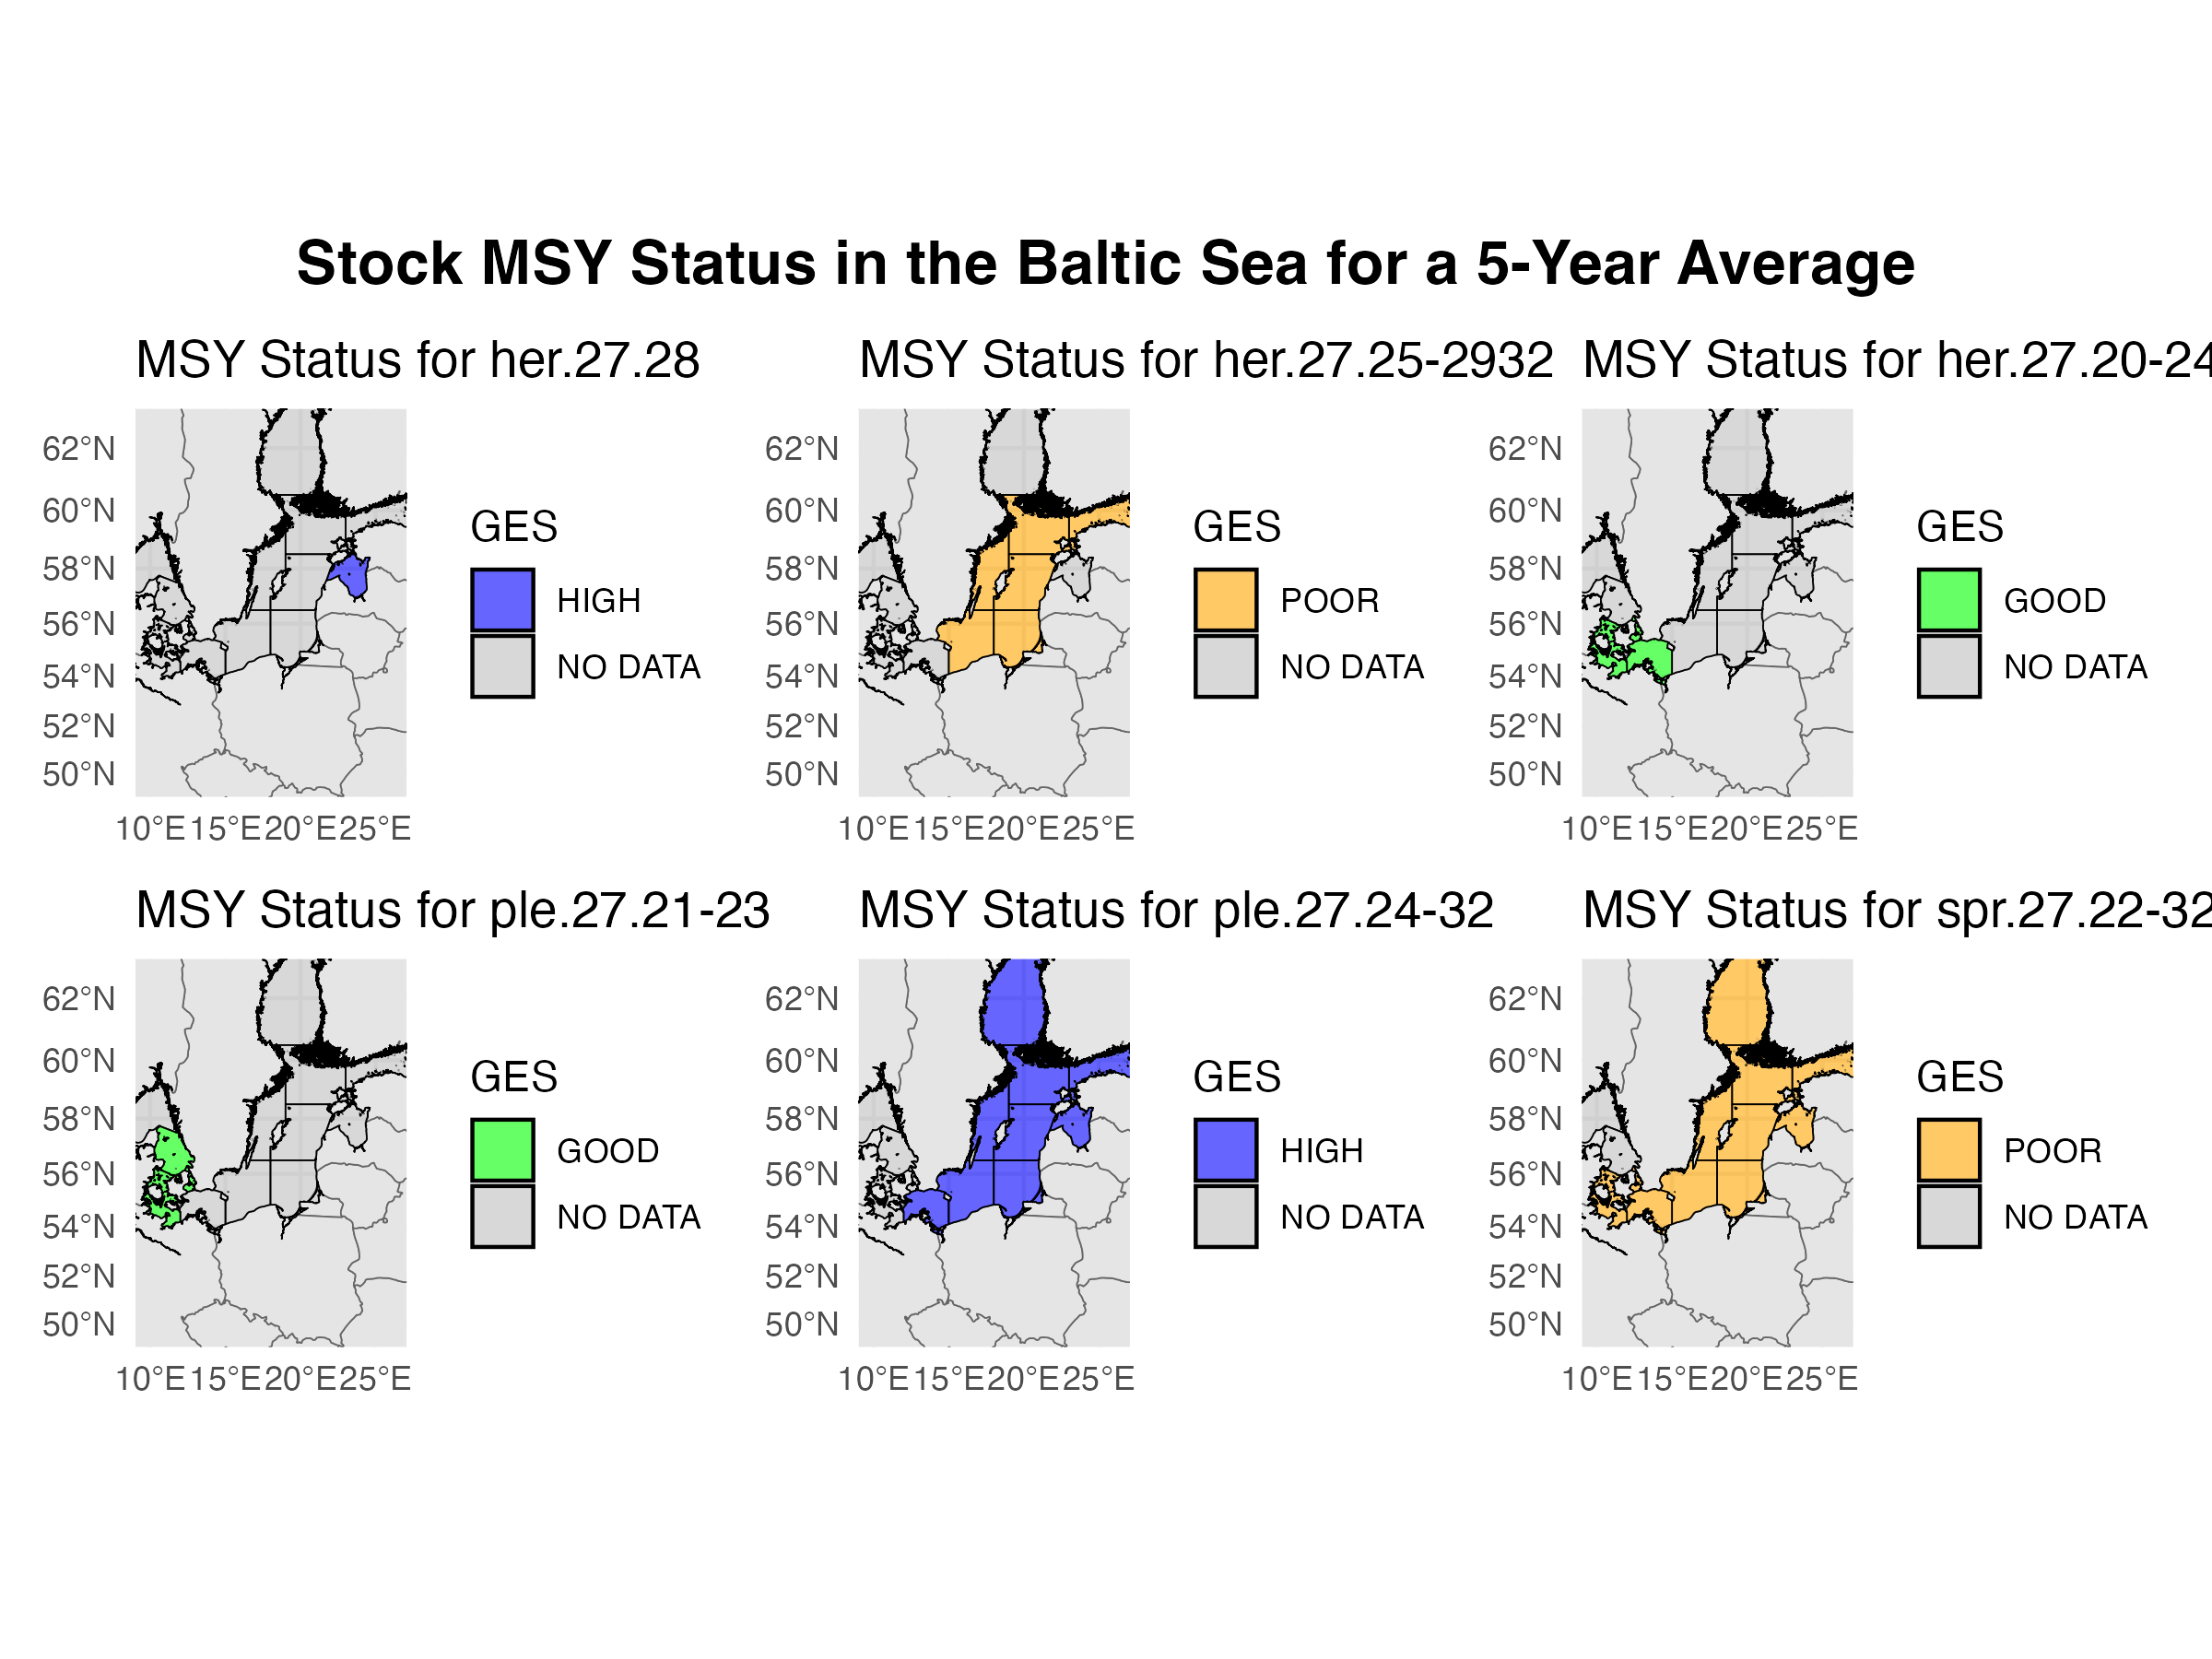 Stock MSY Status in the Baltic Sea for a 5-Year Average
MSY Status for her.27.28
62°N
60°N
58°N
56°N
54°N
52°N
50°N
10°E 15°E 20°E 25°E
GES
HIGH
NO DATA
MSY Status for her.27.25-2932
62°N
60°N
58°N
56°N
54°N
52°N
50°N
10°E 15°E 20°E 25°E
GES
POOR
NO DATA
MSY Status for her.27.20-24
62°N
60°N
58°N
56°N
54°N
52°N
50°N
10°E 15°E 20°E 25°E
GES
GOOD
NO DATA
MSY Status for ple.27.21-23
62°N
60°N
58°N
56°N
54°N
52°N
50°N
10°E 15°E 20°E 25°E
GES
GOOD
NO DATA
MSY Status for ple.27.24-32
62°N
60°N
58°N
56°N
54°N
52°N
50°N
10°E 15°E 20°E 25°E
GES
HIGH
NO DATA
MSY Status for spr.27.22-32
62°N
60°N
58°N
56°N
54°N
52°N
50°N
10°E 15°E 20°E 25°E
GES
POOR
NO DATA